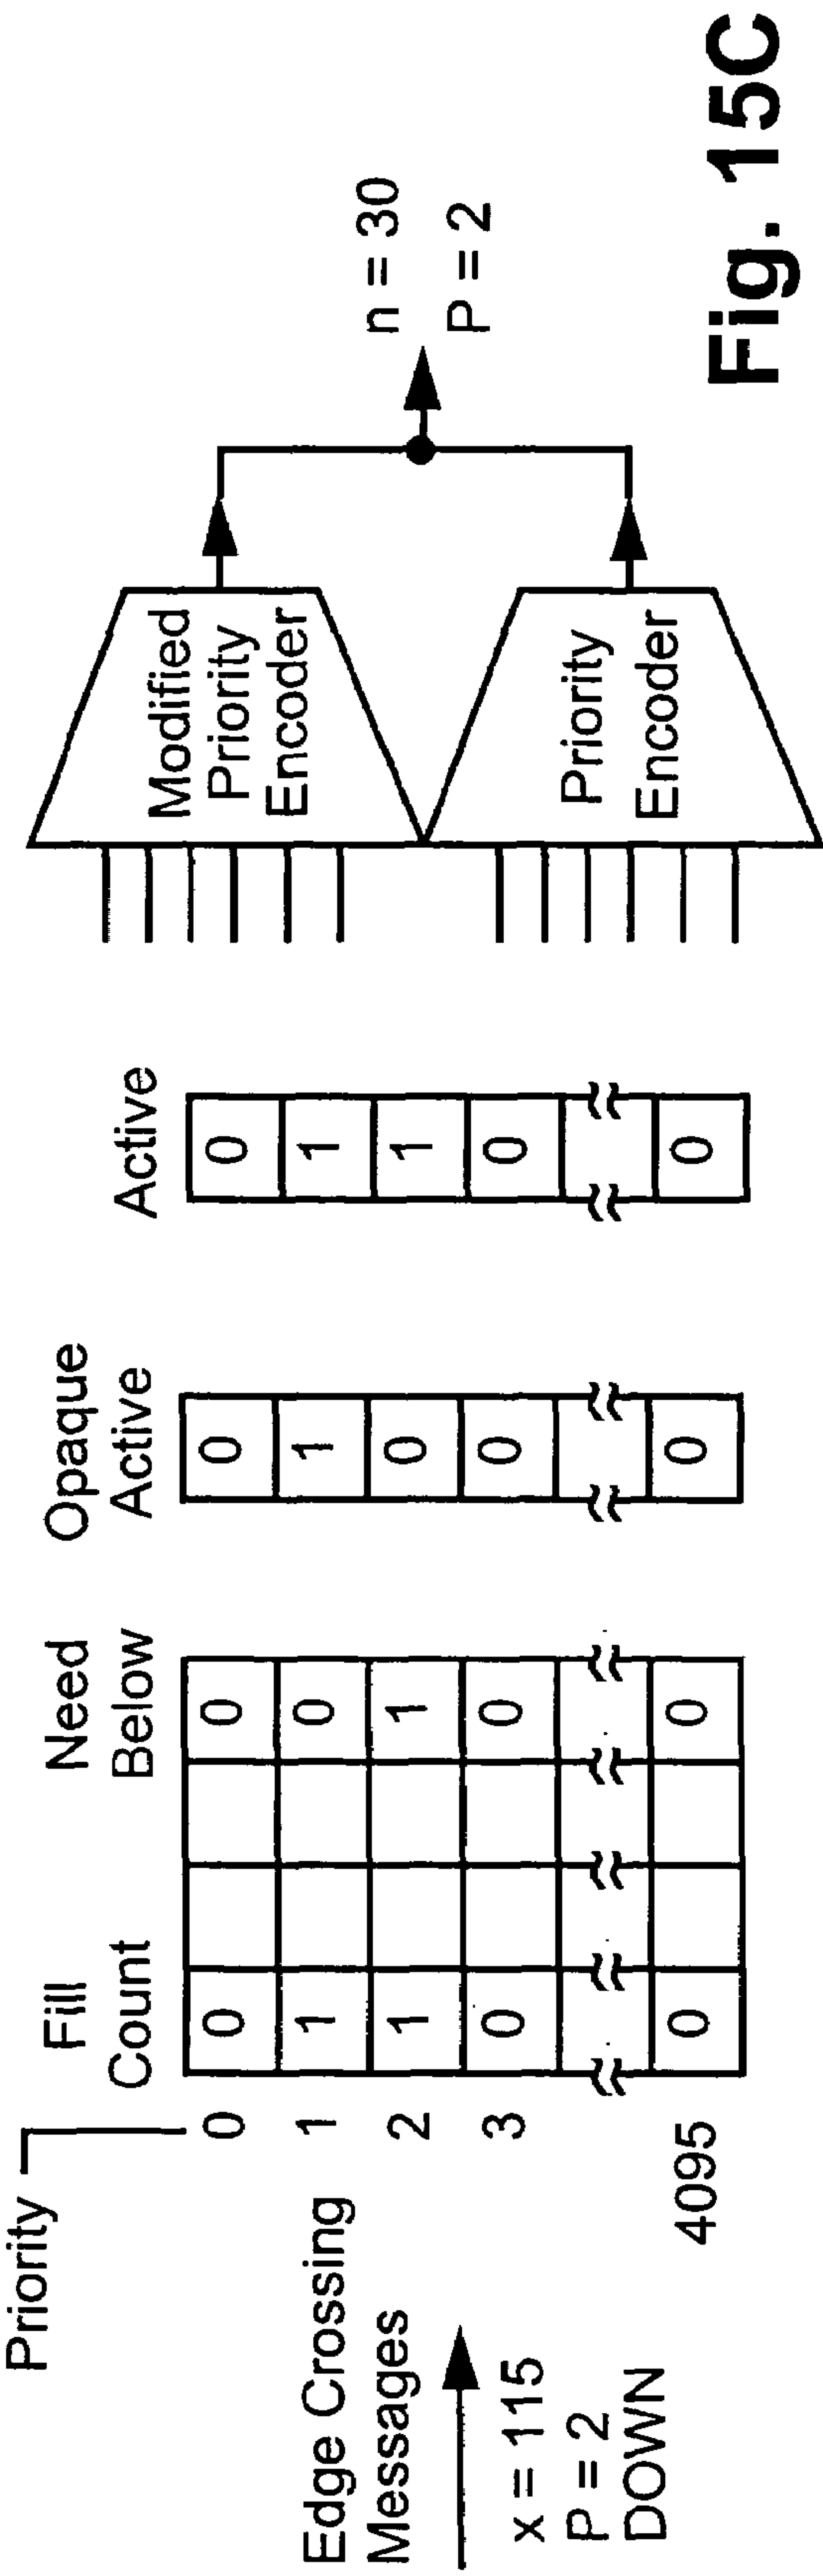 Priority
Edge Crossing
Messages
x = 115
P = 2
DOWN
0
1
2
3
4095
Fill
Count
0
1
1
0
0
Need
Below
0
0
1
0
0
Opaque
Active
0
1
0
0
0
Active
0
1
1
0
0
Modified
Priority
Encoder
Priority
Encoder
n = 30
P = 2
Fig. 15C